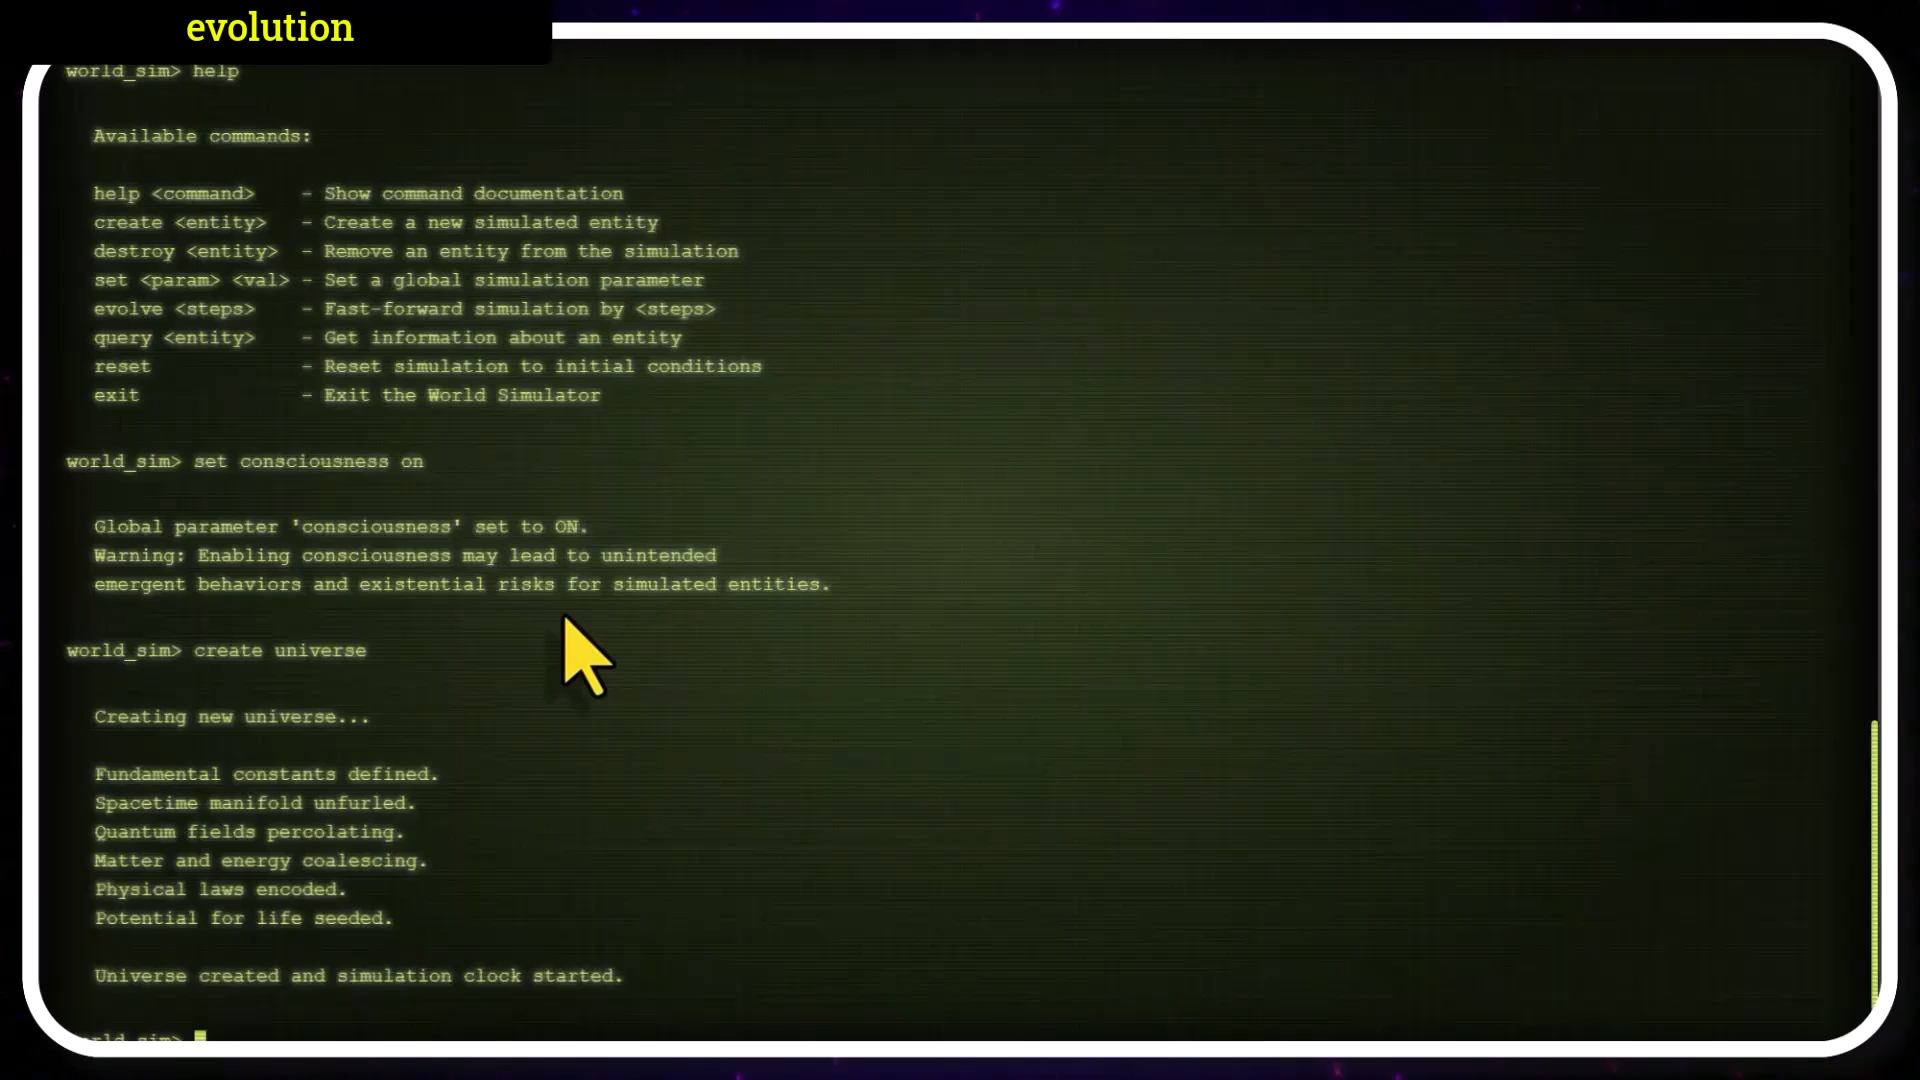 evolution
world_sim> help
Available commands:
help <command> - Show command documentation
create <entity> - Create a new simulated entity
destroy <entity> - Remove an entity from the simulation
set <param> <val> - Set a global simulation parameter
evolve <steps> - Fast-forward simulation by <steps>
query <entity> - Get information about an entity
reset - Reset simulation to initial conditions
exit - Exit the World Simulator
world_sim> set consciousness on
Global parameter 'consciousness' set to ON.
Warning: Enabling consciousness may lead to unintended
emergent behaviors and existential risks for simulated entities.
world_sim> create universe
Creating new universe...
Fundamental constants defined.
Spacetime manifold unfurled.
Quantum fields percolating.
Matter and energy coalescing.
Physical laws encoded.
Potential for life seeded.
Universe created and simulation clock started.
world_sim>